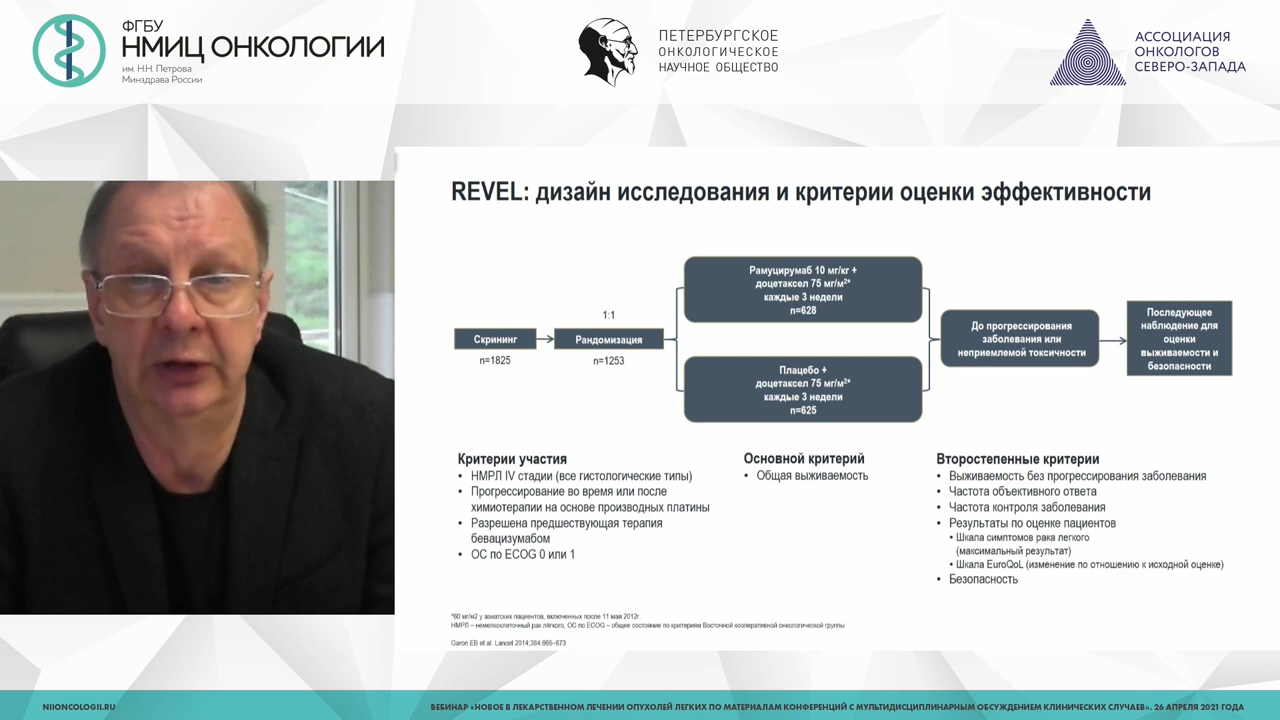 ФГБУ
НМИЦ ОНКОЛОГИИ
им. Н.Н. Петрова
Минздрава России
ПЕТЕРБУРГСКОЕ
ОНКОЛОГИЧЕСКОЕ
НАУЧНОЕ ОБЩЕСТВО
АССОЦИАЦИЯ
ОНКОЛОГОВ
СЕВЕРО-ЗАПАДА
REVEL: дизайн исследования и критерии оценки эффективности
Скрининг
n=1825
1:1
Рандомизация
n=1253
Рамуцирумаб 10 мг/кг +
доцетаксел 75 мг/м²*
каждые 3 недели
n=628
Плацебо +
доцетаксел 75 мг/м²*
каждые 3 недели
n=625
До прогрессирования
заболевания или
неприемлемой токсичности
Последующее
наблюдение для
оценки
выживаемости и
безопасности
Критерии участия
• НМРЛ IV стадии (все гистологические типы)
• Прогрессирование во время или после
химиотерапии на основе производных платины
• Разрешена предшествующая терапия
бевацизумабом
• ОС по ECOG 0 или 1
Основной критерий
• Общая выживаемость
Второстепенные критерии
• Выживаемость без прогрессирования заболевания
• Частота объективного ответа
• Частота контроля заболевания
• Результаты по оценке пациентов
• Шкала симптомов рака легкого
(максимальный результат)
• Шкала EuroQoL (изменение по отношению к исходной оценке)
• Безопасность
*60 мг/м2 у азиатских пациентов, включенных после 11 мая 2012г.
НМРЛ – немелкоклеточный рак лёгкого, ОС по ECOG – общее состояние по критериям Восточной кооперативной онкологической группы
Garon EB et al. Lancet 2014;384:665–673
NIIONCOLOGII.RU
ВЕБИНАР «НОВОЕ В ЛЕКАРСТВЕННОМ ЛЕЧЕНИИ ОПУХОЛЕЙ ЛЕГКИХ ПО МАТЕРИАЛАМ КОНФЕРЕНЦИЙ С МУЛЬТИДИСЦИПЛИНАРНЫМ ОБСУЖДЕНИЕМ КЛИНИЧЕСКИХ СЛУЧАЕВ». 26 АПРЕЛЯ 2021 ГОДА